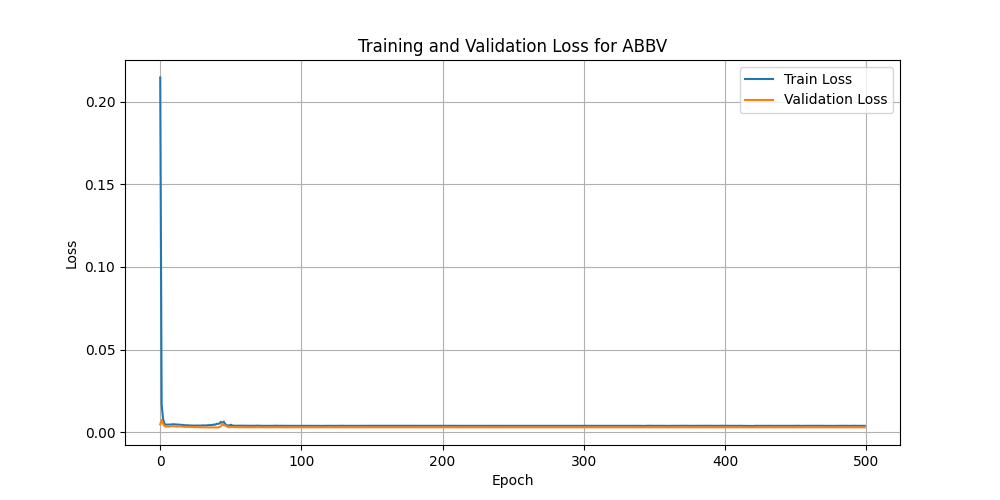 Training and Validation Loss for ABBV
Train Loss
Validation Loss
0.20
0.15
0.10
0.05
0.00
Loss
0 100 200 300 400 500
Epoch